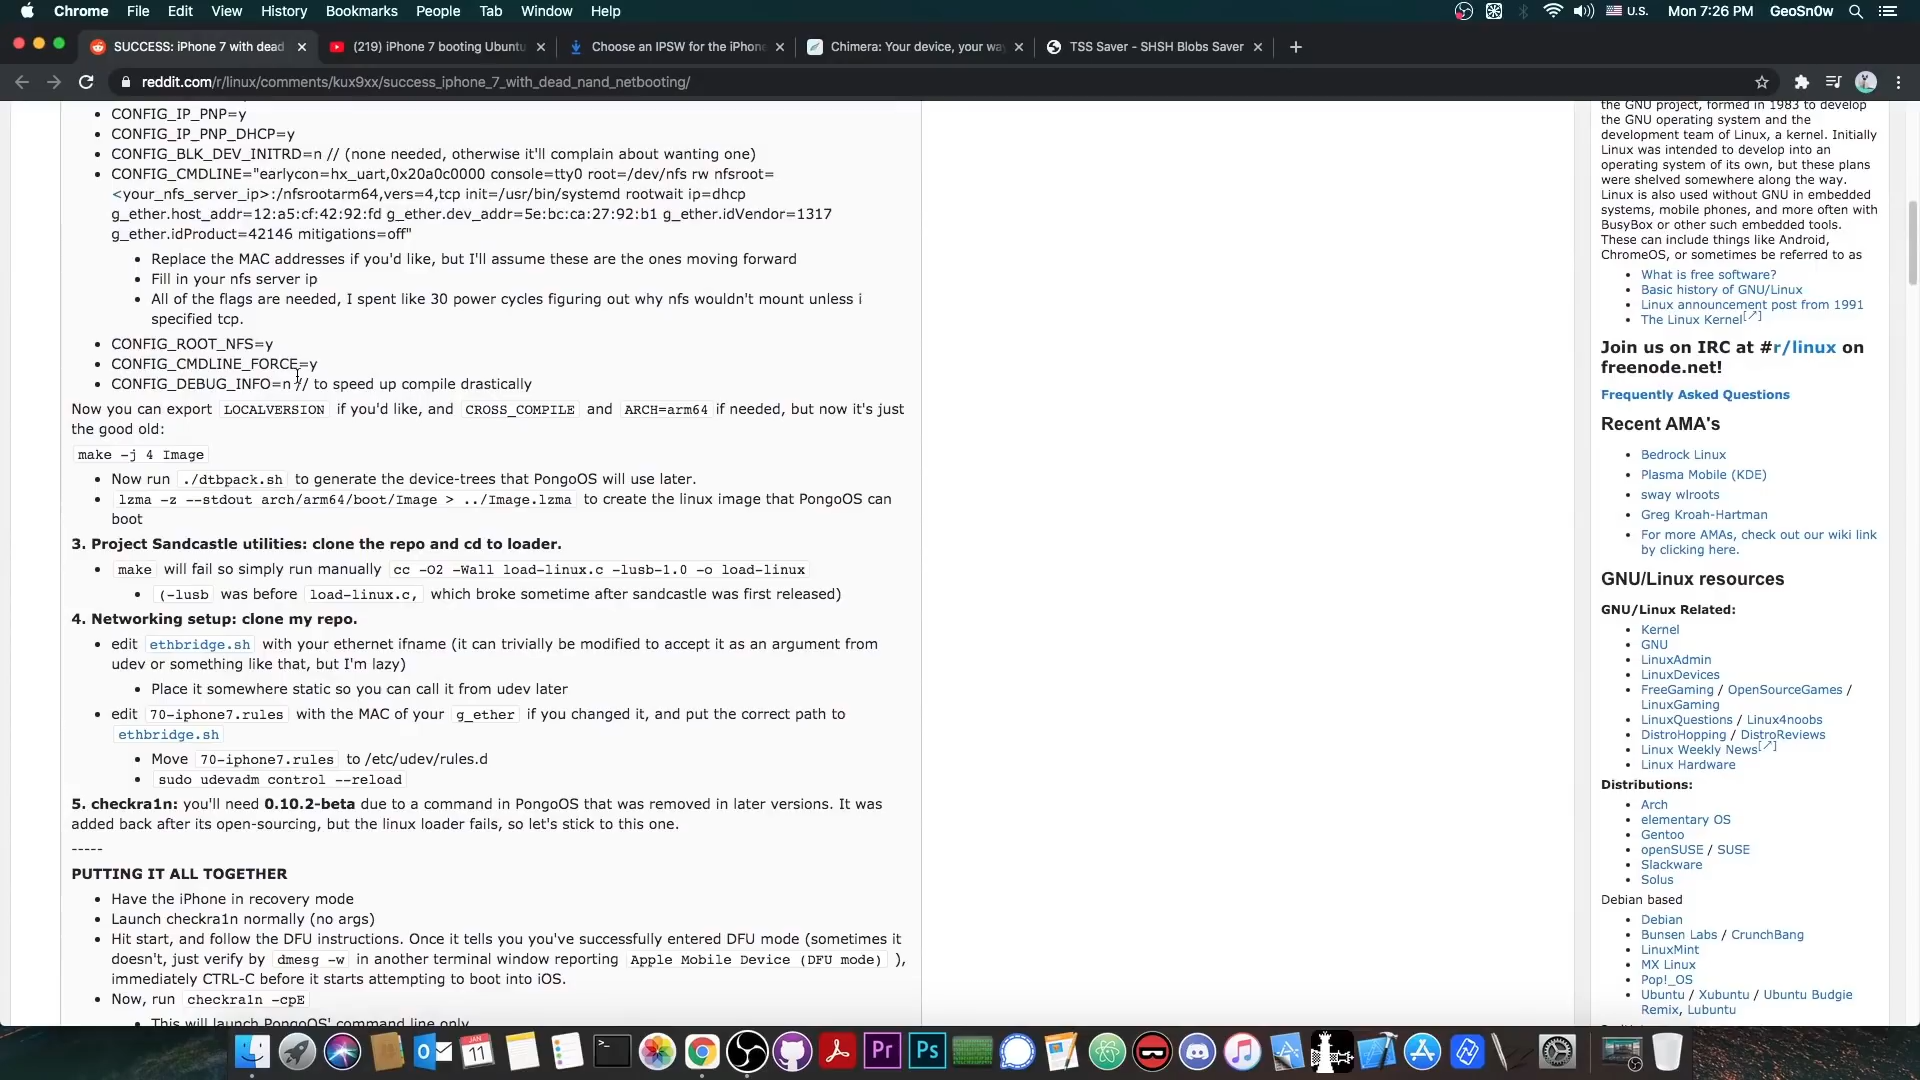 Chrome File Edit View History Bookmarks People Tab Window Help U.S. Mon 7:26 PM GeoSn0w
SUCCESS: iPhone 7 with dead (219) iPhone 7 booting Ubuntu Choose an IPSW for the iPhone Chimera: Your device, your way TSS Saver - SHSH Blobs Saver
reddit.com/r/linux/comments/kux9xx/success_iphone_7_with_dead_nand_netbooting/
• CONFIG_IP_PNP=y
• CONFIG_IP_PNP_DHCP=y
• CONFIG_BLK_DEV_INITRD=n // (none needed, otherwise it'll complain about wanting one)
• CONFIG_CMDLINE="earlycon=hx_uart,0x20a0c0000 console=tty0 root=/dev/nfs rw nfsroot=
<your_nfs_server_ip>:/nfsrootarm64,vers=4,tcp init=/usr/bin/systemd rootwait ip=dhcp
g_ether.host_addr=12:a5:cf:42:92:fd g_ether.dev_addr=5e:bc:ca:27:92:b1 g_ether.idVendor=1317
g_ether.idProduct=42146 mitigations=off"
• Replace the MAC addresses if you'd like, but I'll assume these are the ones moving forward
• Fill in your nfs server ip
• All of the flags are needed, I spent like 30 power cycles figuring out why nfs wouldn't mount unless i
specified tcp.
• CONFIG_ROOT_NFS=y
• CONFIG_CMDLINE_FORCE=y
• CONFIG_DEBUG_INFO=n // to speed up compile drastically
Now you can export LOCALVERSION if you'd like, and CROSS_COMPILE and ARCH=arm64 if needed, but now it's just
the good old:
make -j 4 Image
• Now run ./dtbpack.sh to generate the device-trees that PongoOS will use later.
• lzma -z --stdout arch/arm64/boot/Image > ../Image.lzma to create the linux image that PongoOS can
boot
3. Project Sandcastle utilities: clone the repo and cd to loader.
• make will fail so simply run manually cc -O2 -Wall load-linux.c -lusb-1.0 -o load-linux
• (-lusb was before load-linux.c, which broke sometime after sandcastle was first released)
4. Networking setup: clone my repo.
• edit ethbridge.sh with your ethernet ifname (it can trivially be modified to accept it as an argument from
udev or something like that, but I'm lazy)
• Place it somewhere static so you can call it from udev later
• edit 70-iphone7.rules with the MAC of your g_ether if you changed it, and put the correct path to
ethbridge.sh
• Move 70-iphone7.rules to /etc/udev/rules.d
• sudo udevadm control --reload
5. checkra1n: you'll need 0.10.2-beta due to a command in PongoOS that was removed in later versions. It was
added back after its open-sourcing, but the linux loader fails, so let's stick to this one.
-----
PUTTING IT ALL TOGETHER
• Have the iPhone in recovery mode
• Launch checkra1n normally (no args)
• Hit start, and follow the DFU instructions. Once it tells you you've successfully entered DFU mode (sometimes it
doesn't, just verify by dmesg -w in another terminal window reporting Apple Mobile Device (DFU mode) ),
immediately CTRL-C before it starts attempting to boot into iOS.
• Now, run checkra1n -cpE
• This will launch PongoOS' command line only
the GNU project, formed in 1983 to develop
the GNU operating system and the
development team of Linux, a kernel. Initially
Linux was intended to develop into an
operating system of its own, but these plans
were shelved somewhere along the way.
Linux is also used without GNU in embedded
systems, mobile phones, and more often with
BusyBox or other such embedded tools.
These can include things like Android,
ChromeOS, or sometimes be referred to as
• What is free software?
• Basic history of GNU/Linux
• Linux announcement post from 1991
• The Linux Kernel[↗]
Join us on IRC at #r/linux on
freenode.net!
Frequently Asked Questions
Recent AMA's
• Bedrock Linux
• Plasma Mobile (KDE)
• sway wlroots
• Greg Kroah-Hartman
• For more AMAs, check out our wiki link
by clicking here.
GNU/Linux resources
GNU/Linux Related:
• Kernel
• GNU
• LinuxAdmin
• LinuxDevices
• FreeGaming / OpenSourceGames /
LinuxGaming
• LinuxQuestions / Linux4noobs
• DistroHopping / DistroReviews
• Linux Weekly News[↗]
• Linux Hardware
Distributions:
• Arch
• elementary OS
• Gentoo
• openSUSE / SUSE
• Slackware
• Solus
Debian based
• Debian
• Bunsen Labs / CrunchBang
• LinuxMint
• MX Linux
• Pop!_OS
• Ubuntu / Xubuntu / Ubuntu Budgie
Remix, Lubuntu
JAN
11
Pr
Ps